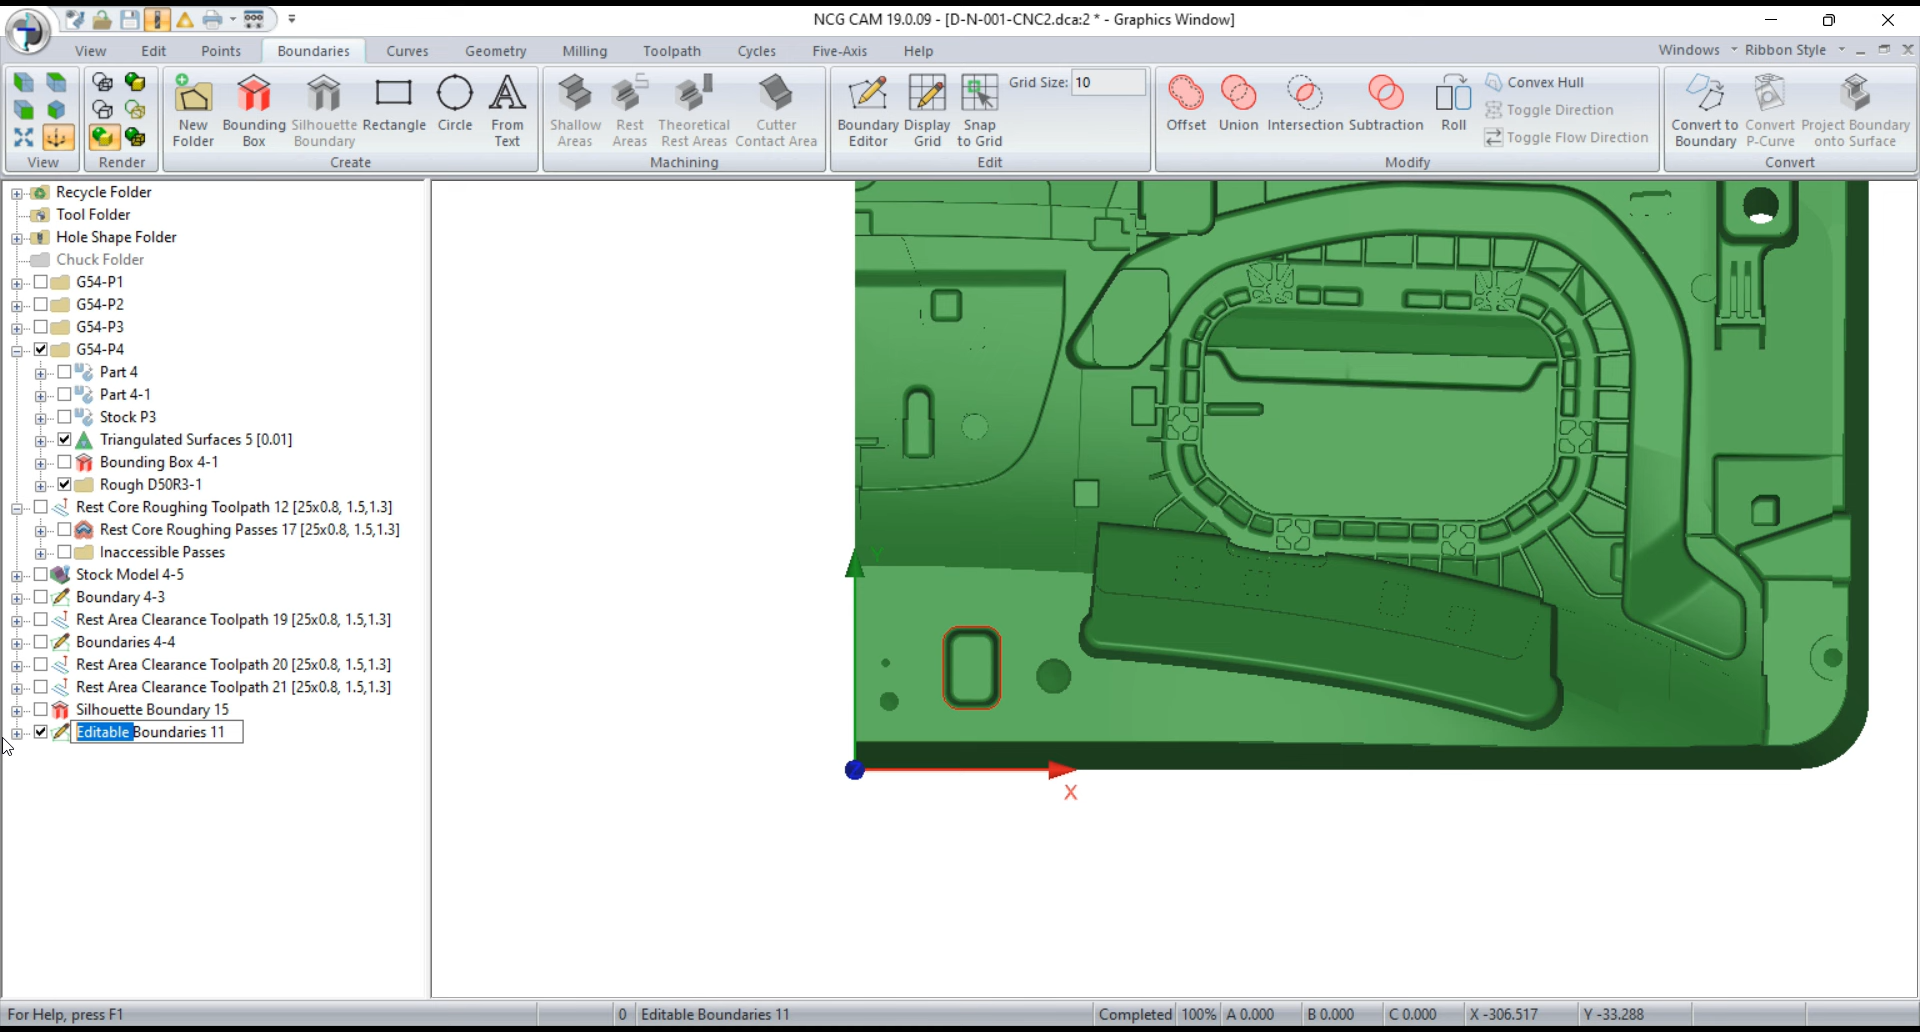 NCG CAM 19.0.09 - [D-N-001-CNC2.dca:2 * - Graphics Window]
View Edit Points Boundaries Curves Geometry Milling Toolpath Cycles Five-Axis Help Windows Ribbon Style
New Folder
Bounding Box
Silhouette Boundary
Rectangle
Circle
From Text
Shallow Areas
Rest Areas
Theoretical Rest Areas
Cutter Contact Area
Boundary Editor
Display Grid
Snap to Grid
Grid Size: 10
Offset
Union
Intersection
Subtraction
Roll
Convex Hull
Toggle Direction
Toggle Flow Direction
Convert to Boundary
Convert P-Curve
Project Boundary onto Surface
View Render Create Machining Edit Modify Convert
Recycle Folder
Tool Folder
Hole Shape Folder
Chuck Folder
G54-P1
G54-P2
G54-P3
G54-P4
Part 4
Part 4-1
Stock P3
Triangulated Surfaces 5 [0.01]
Bounding Box 4-1
Rough D50R3-1
Rest Core Roughing Toolpath 12 [25x0.8, 1.5,1.3]
Rest Core Roughing Passes 17 [25x0.8, 1.5,1.3]
Inaccessible Passes
Stock Model 4-5
Boundary 4-3
Rest Area Clearance Toolpath 19 [25x0.8, 1.5,1.3]
Boundaries 4-4
Rest Area Clearance Toolpath 20 [25x0.8, 1.5,1.3]
Rest Area Clearance Toolpath 21 [25x0.8, 1.5,1.3]
Silhouette Boundary 15
Editable Boundaries 11
Y
X
For Help, press F1 0 Editable Boundaries 11 Completed 100% A 0.000 B 0.000 C 0.000 X -306.517 Y -33.288